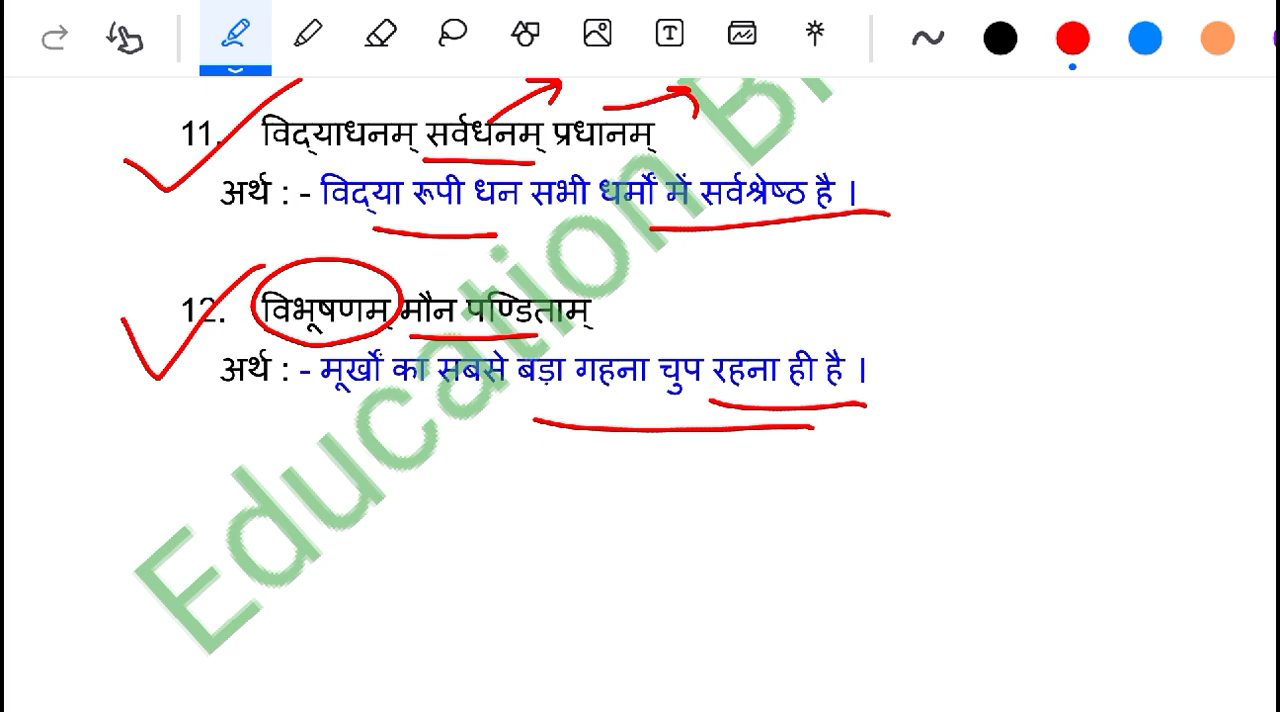 11. विद्याधनम् सर्वधनम् प्रधानम्
अर्थ : - विद्या रूपी धन सभी धर्मों में सर्वश्रेष्ठ है ।
12. विभूषणम् मौन पण्डिताम्
अर्थ : - मूर्खों का सबसे बड़ा गहना चुप रहना ही है ।
Education